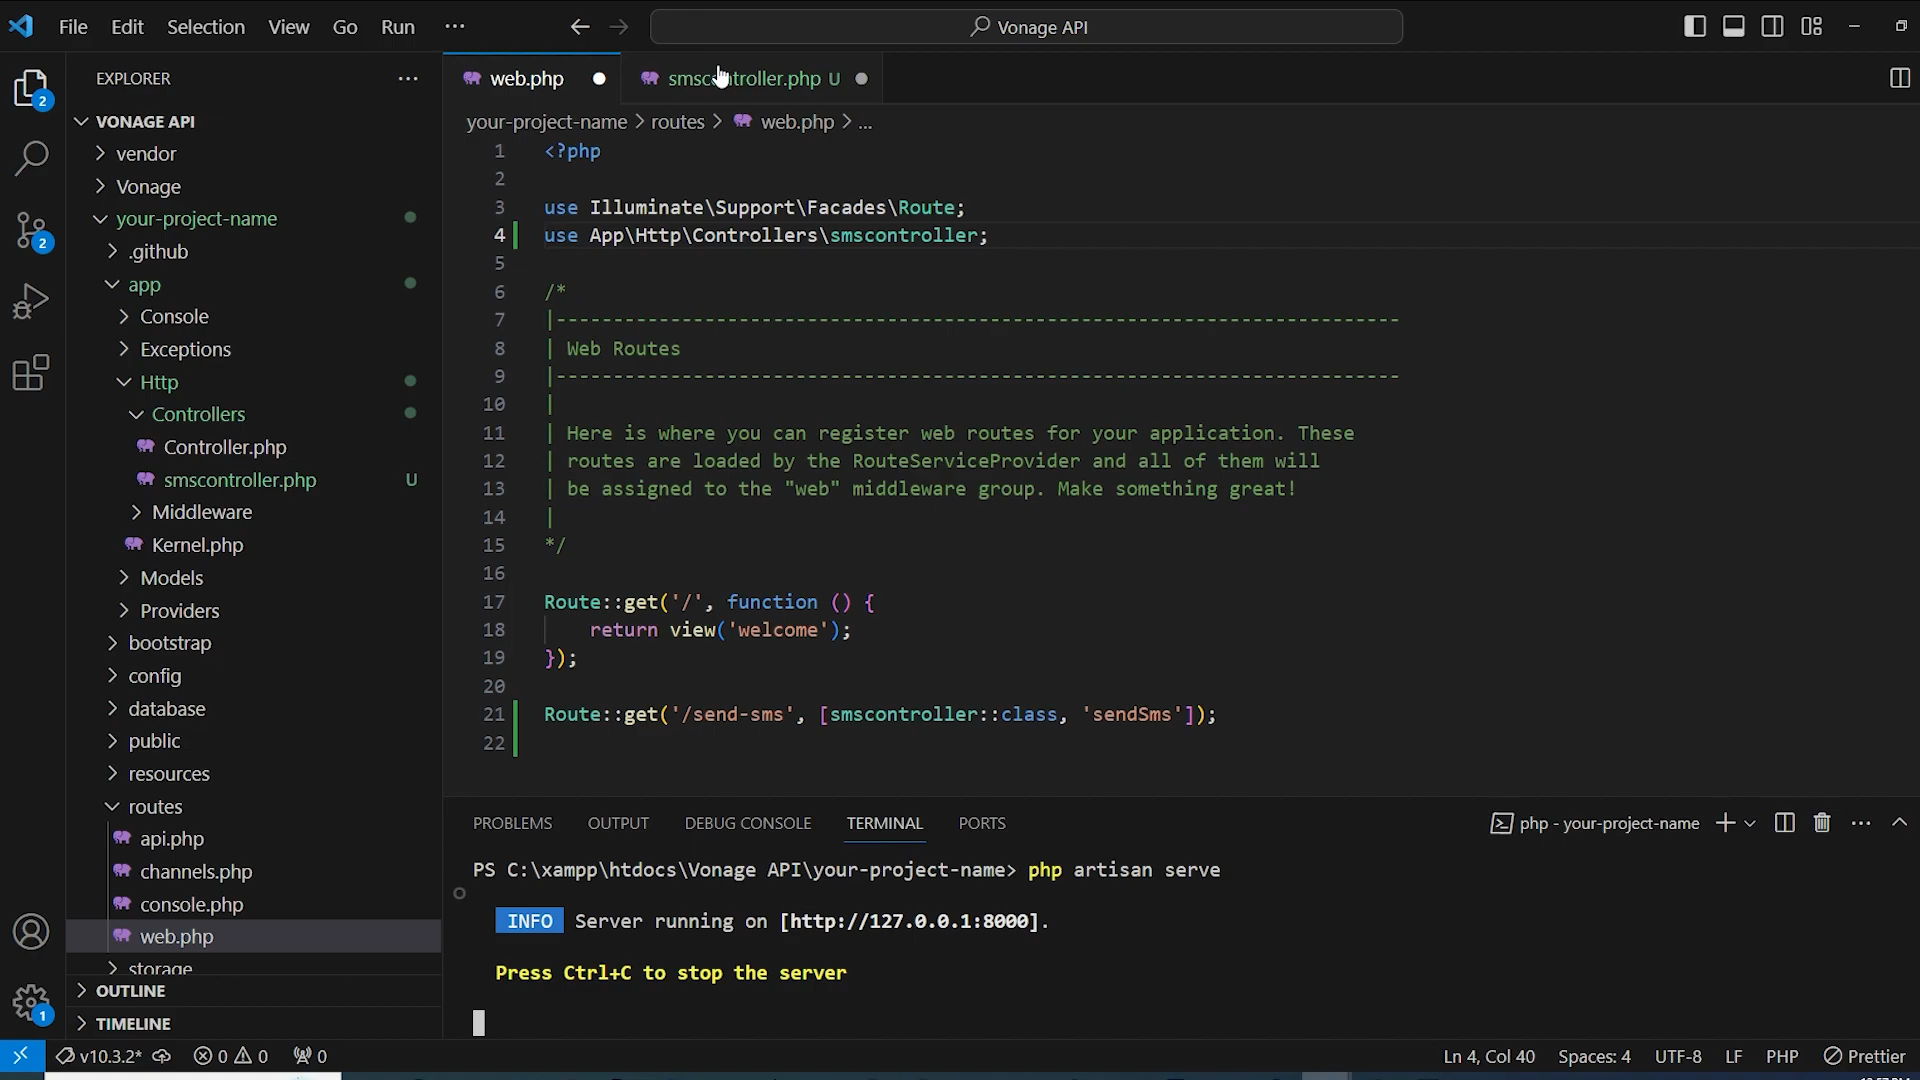 File Edit Selection View Go Run ···
Vonage API
EXPLORER ···
web.php
smscontroller.php U
VONAGE API
vendor
Vonage
your-project-name
.github
app
Console
Exceptions
Http
Controllers
Controller.php
smscontroller.php U
Middleware
Kernel.php
Models
Providers
bootstrap
config
database
public
resources
routes
api.php
channels.php
console.php
web.php
storage
OUTLINE
TIMELINE
2
2
1
your-project-name > routes > web.php > ...
1 <?php
2
3 use Illuminate\Support\Facades\Route;
4 use App\Http\Controllers\smscontroller;
5
6 /*
7 |--------------------------------------------------------------------------
8 | Web Routes
9 |--------------------------------------------------------------------------
10 |
11 | Here is where you can register web routes for your application. These
12 | routes are loaded by the RouteServiceProvider and all of them will
13 | be assigned to the "web" middleware group. Make something great!
14 |
15 */
16
17 Route::get('/', function () {
18 return view('welcome');
19 });
20
21 Route::get('/send-sms', [smscontroller::class, 'sendSms']);
22
PROBLEMS OUTPUT DEBUG CONSOLE TERMINAL PORTS
php - your-project-name
PS C:\xampp\htdocs\Vonage API\your-project-name> php artisan serve
INFO Server running on [http://127.0.0.1:8000].
Press Ctrl+C to stop the server
v10.3.2* 0 0 0
Ln 4, Col 40 Spaces: 4 UTF-8 LF PHP Prettier